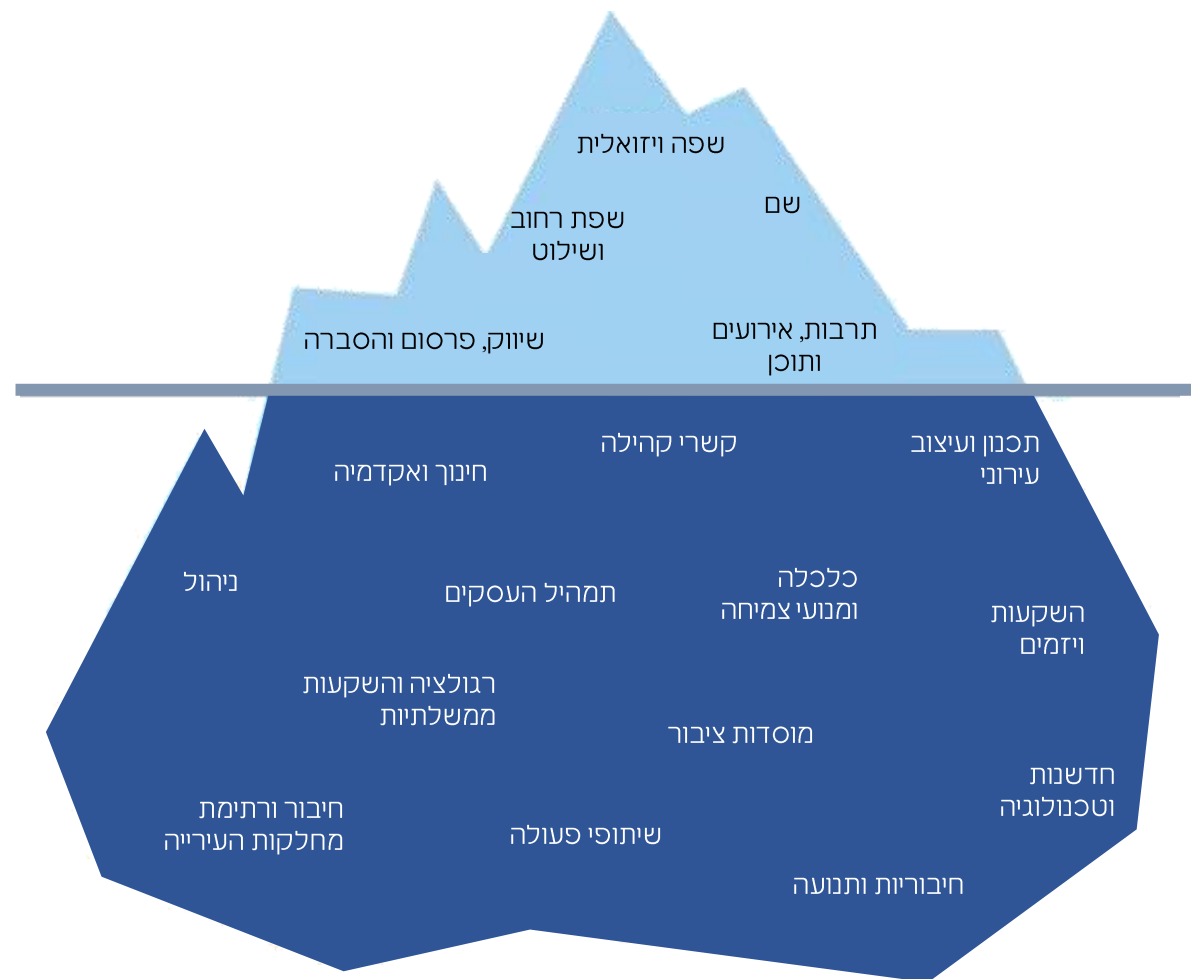 שפה ויזואלית
שם
שפת רחוב
ושילוט
תרבות, אירועים
ותוכן
שיווק, פרסום והסברה
תכנון ועיצוב
עירוני
קשרי קהילה
חינוך ואקדמיה
השקעות
ויזמים
כלכלה
ומנועי צמיחה
תמהיל העסקים
ניהול
רגולציה והשקעות
ממשלתיות
מוסדות ציבור
חדשנות
וטכנולוגיה
חיבור ורתימת
מחלקות העירייה
שיתופי פעולה
חיבוריות ותנועה